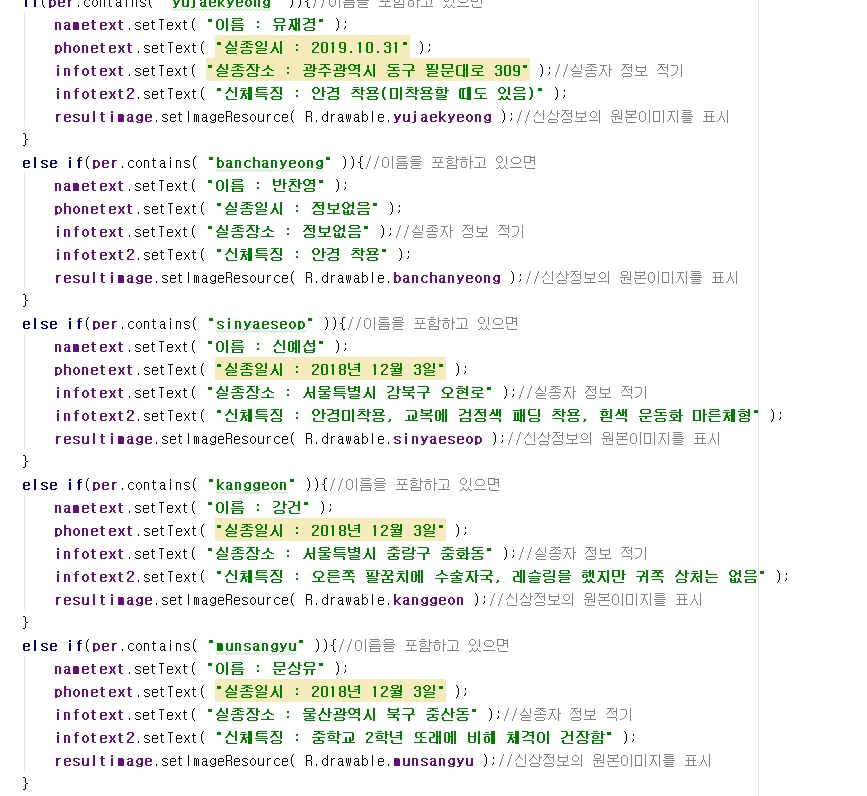 if(per.contains( "yujaekyeong" )){//이름을 포함하고 있으면
nametext.setText( "이름 : 유재경" );
phonetext.setText( "실종일시 : 2019.10.31" );
infotext.setText( "실종장소 : 광주광역시 동구 필문대로 309" );//실종자 정보 적기
infotext2.setText( "신체특징 : 안경 착용(미착용할 때도 있음)" );
resultimage.setImageResource( R.drawable.yujaekyeong );//신상정보의 원본이미지를 표시
}
else if(per.contains( "banchanyeong" )){//이름을 포함하고 있으면
nametext.setText( "이름 : 반찬영" );
phonetext.setText( "실종일시 : 정보없음" );
infotext.setText( "실종장소 : 정보없음" );//실종자 정보 적기
infotext2.setText( "신체특징 : 안경 착용" );
resultimage.setImageResource( R.drawable.banchanyeong );//신상정보의 원본이미지를 표시
}
else if(per.contains( "sinyaeseop" )){//이름을 포함하고 있으면
nametext.setText( "이름 : 신예섭" );
phonetext.setText( "실종일시 : 2018년 12월 3일" );
infotext.setText( "실종장소 : 서울특별시 강북구 오현로" );//실종자 정보 적기
infotext2.setText( "신체특징 : 안경미착용, 교복에 검정색 패딩 착용, 흰색 운동화 마른체형" );
resultimage.setImageResource( R.drawable.sinyaeseop );//신상정보의 원본이미지를 표시
}
else if(per.contains( "kanggeon" )){//이름을 포함하고 있으면
nametext.setText( "이름 : 강건" );
phonetext.setText( "실종일시 : 2018년 12월 3일" );
infotext.setText( "실종장소 : 서울특별시 중랑구 중화동" );//실종자 정보 적기
infotext2.setText( "신체특징 : 오른쪽 팔꿈치에 수술자국, 레슬링을 했지만 귀쪽 상처는 없음" );
resultimage.setImageResource( R.drawable.kanggeon );//신상정보의 원본이미지를 표시
}
else if(per.contains( "munsangyu" )){//이름을 포함하고 있으면
nametext.setText( "이름 : 문상유" );
phonetext.setText( "실종일시 : 2018년 12월 3일" );
infotext.setText( "실종장소 : 울산광역시 북구 중산동" );//실종자 정보 적기
infotext2.setText( "신체특징 : 중학교 2학년 또래에 비해 체격이 건장함" );
resultimage.setImageResource( R.drawable.munsangyu );//신상정보의 원본이미지를 표시
}